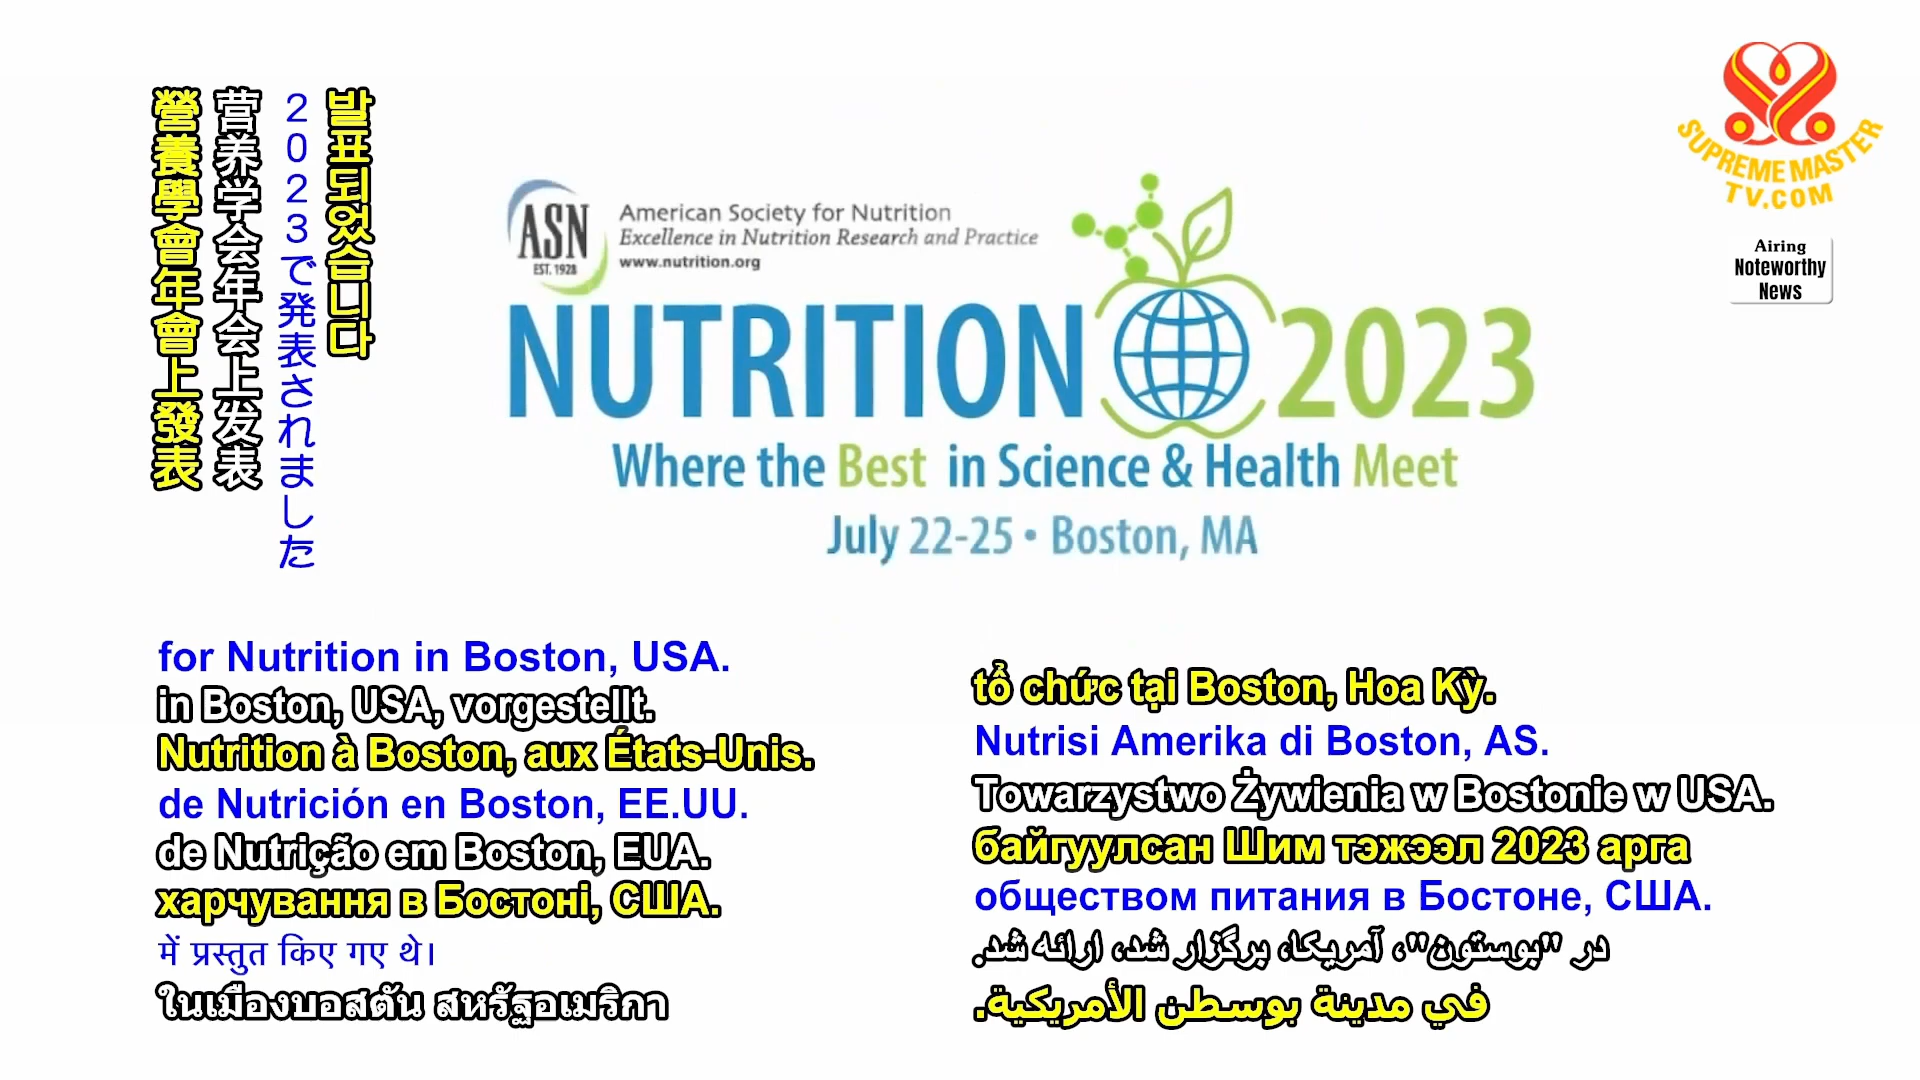 營養學會年會上發表
营养学会年会上发表
2023で発表されました
발표되었습니다
ASN
EST. 1928
American Society for Nutrition
Excellence in Nutrition Research and Practice
www.nutrition.org
NUTRITION 2023
Where the Best in Science & Health Meet
July 22-25 • Boston, MA
SUPREME MASTER
TV.COM
Airing
Noteworthy
News
for Nutrition in Boston, USA.
in Boston, USA, vorgestellt.
Nutrition à Boston, aux États-Unis.
de Nutrición en Boston, EE.UU.
de Nutrição em Boston, EUA.
харчування в Бостоні, США.
में प्रस्तुत किए गए थे।
ในเมืองบอสตัน สหรัฐอเมริกา
tổ chức tại Boston, Hoa Kỳ.
Nutrisi Amerika di Boston, AS.
Towarzystwo Żywienia w Bostonie w USA.
байгуулсан Шим тэжээл 2023 арга
обществом питания в Бостоне, США.
در "بوستون"، آمریکا، برگزار شد، ارائه شد.
في مدينة بوسطن الأمريكية.